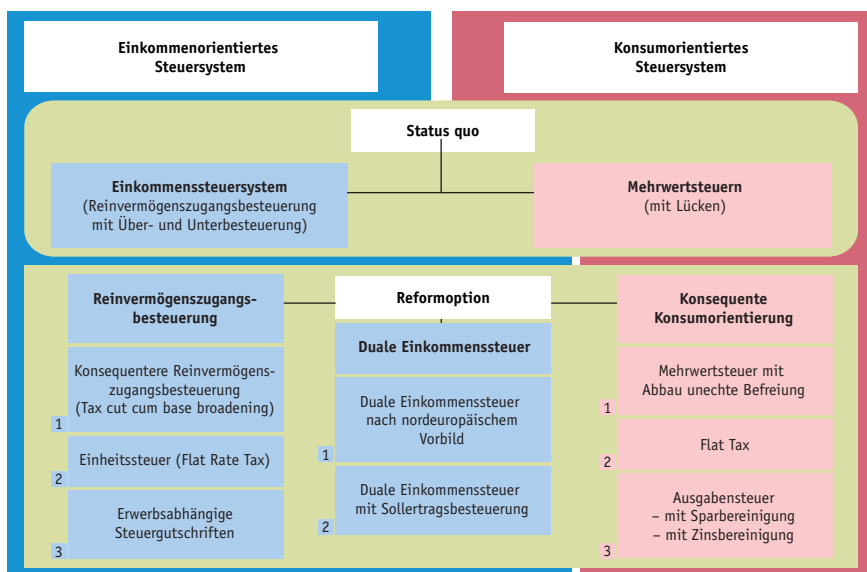 Einkommenorientiertes
Steuersystem
Konsumorientiertes
Steuersystem
Status quo
Einkommenssteuersystem
(Reinvermögenszugangsbesteuerung
mit Über- und Unterbesteuerung)
Mehrwertsteuern
(mit Lücken)
Reinvermögenszugangs-
besteuerung
Konsequentere Reinvermögens-
zugangsbesteuerung
(Tax cut cum base broadening)
1
Einheitssteuer (Flat Rate Tax)
2
Erwerbsabhängige
Steuergutschriften
3
Reformoption
Duale Einkommenssteuer
Duale Einkommenssteuer
nach nordeuropäischem
Vorbild
1
Duale Einkommenssteuer
mit Sollertragsbesteuerung
2
Konsequente
Konsumorientierung
Mehrwertsteuer mit
Abbau unechte Befreiung
1
Flat Tax
2
Ausgabensteuer
– mit Sparbereinigung
– mit Zinsbereinigung
3